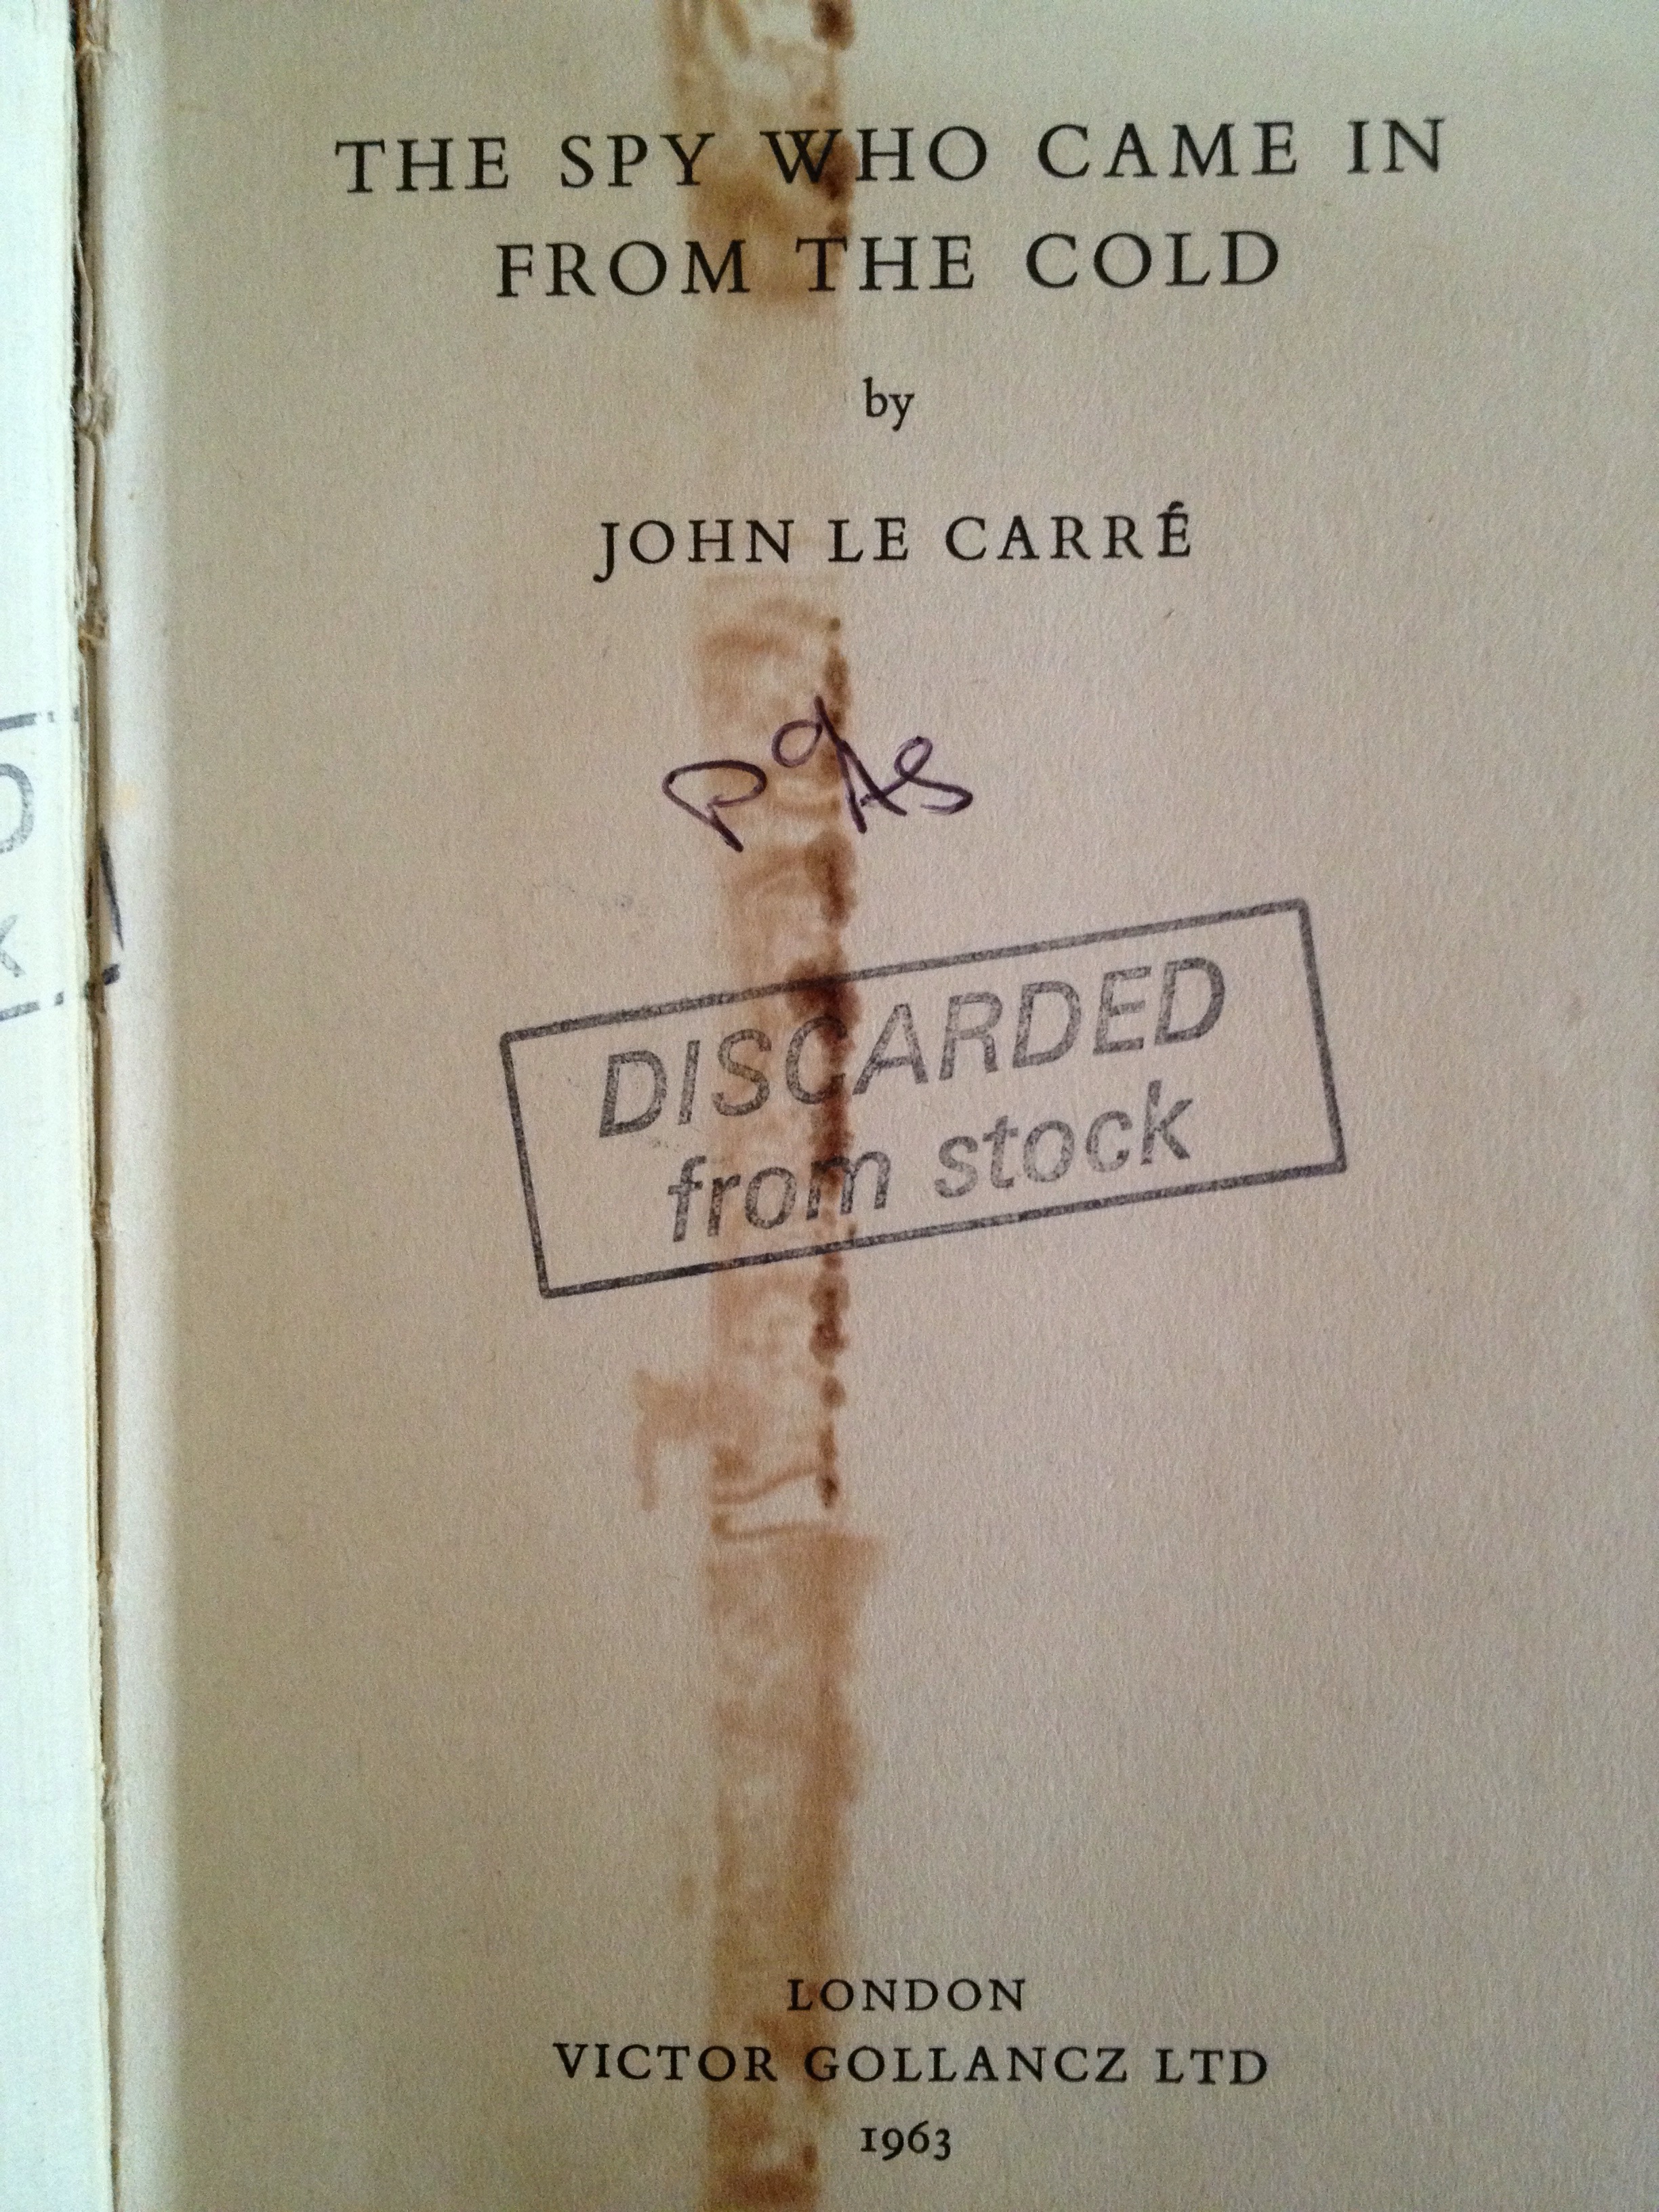 THE SPY WHO CAME IN
FROM THE COLD
by
JOHN LE CARRÉ
DISCARDED
from stock
LONDON
VICTOR GOLLANCZ LTD
1963